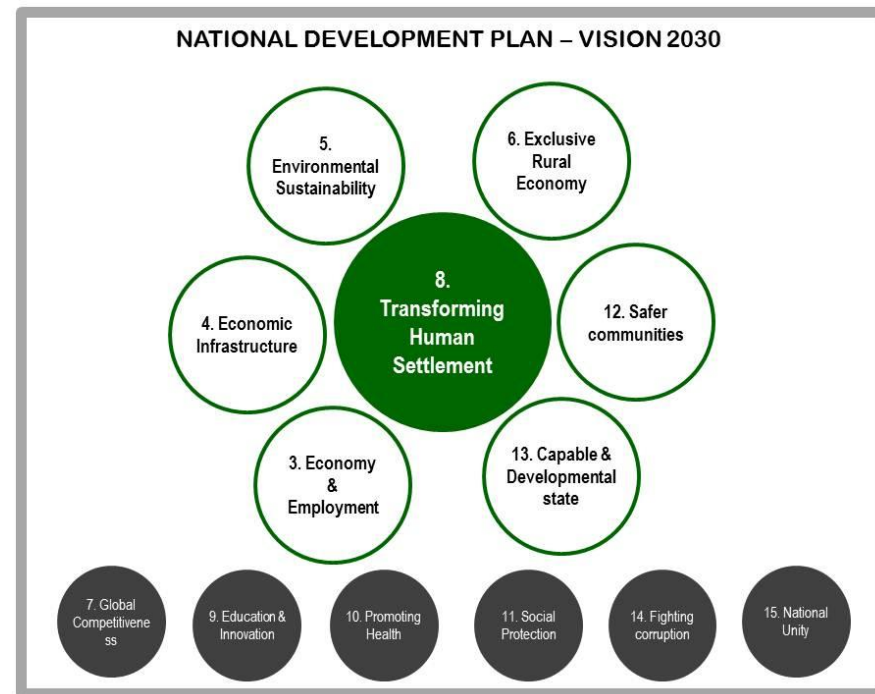 NATIONAL DEVELOPMENT PLAN – VISION 2030
5.
Environmental
Sustainability
6. Exclusive
Rural
Economy
8.
Transforming
Human
Settlement
4. Economic
Infrastructure
12. Safer
communities
3. Economy
&
Employment
13. Capable &
Developmental
state
7. Global
Competitivene
ss
9. Education &
Innovation
10. Promoting
Health
11. Social
Protection
14. Fighting
corruption
15. National
Unity